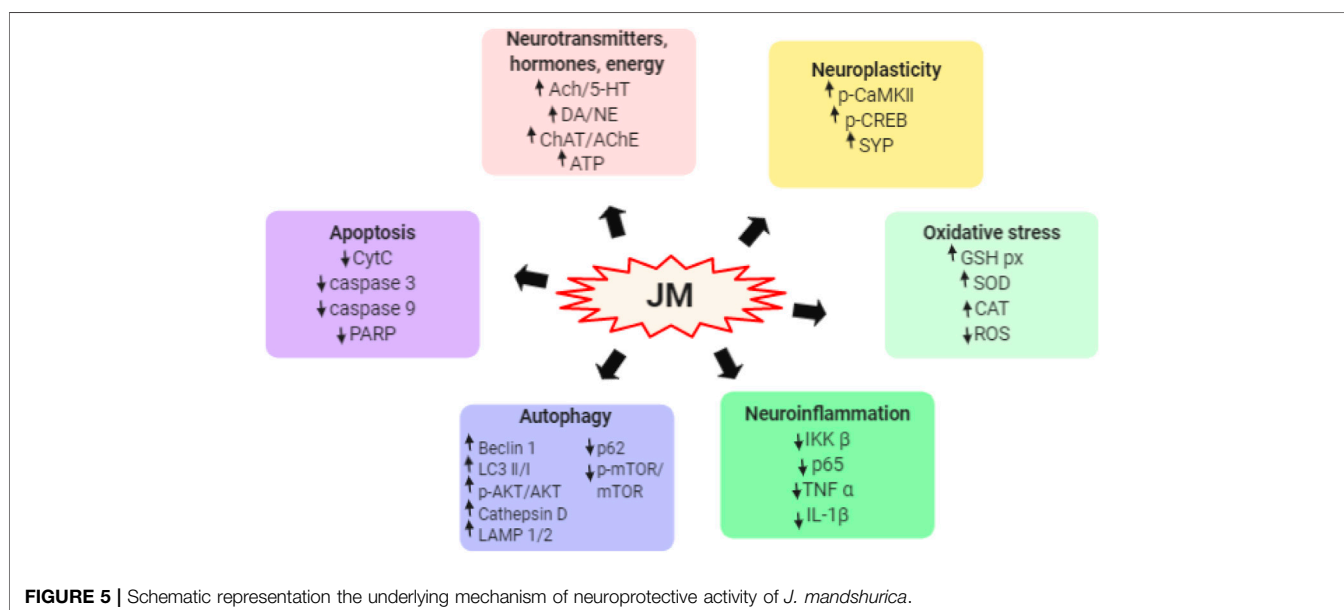 Neurotransmitters,
hormones, energy
↑Ach/5-HT
↑DA/NE
↑ChAT/AChE
↑ATP
Neuroplasticity
↑p-CaMKII
↑p-CREB
↑SYP
Apoptosis
↓CytC
↓caspase 3
↓caspase 9
↓PARP
JM
Oxidative stress
↑GSH px
↑SOD
↑CAT
↓ROS
Autophagy
↑Beclin 1
↑LC3 II/I
↑p-AKT/AKT
↑Cathepsin D
↑LAMP 1/2
↓p62
↓p-mTOR/
mTOR
Neuroinflammation
↓IKK β
↓p65
↓TNF α
↓IL-1β
FIGURE 5 | Schematic representation the underlying mechanism of neuroprotective activity of J. mandshurica.